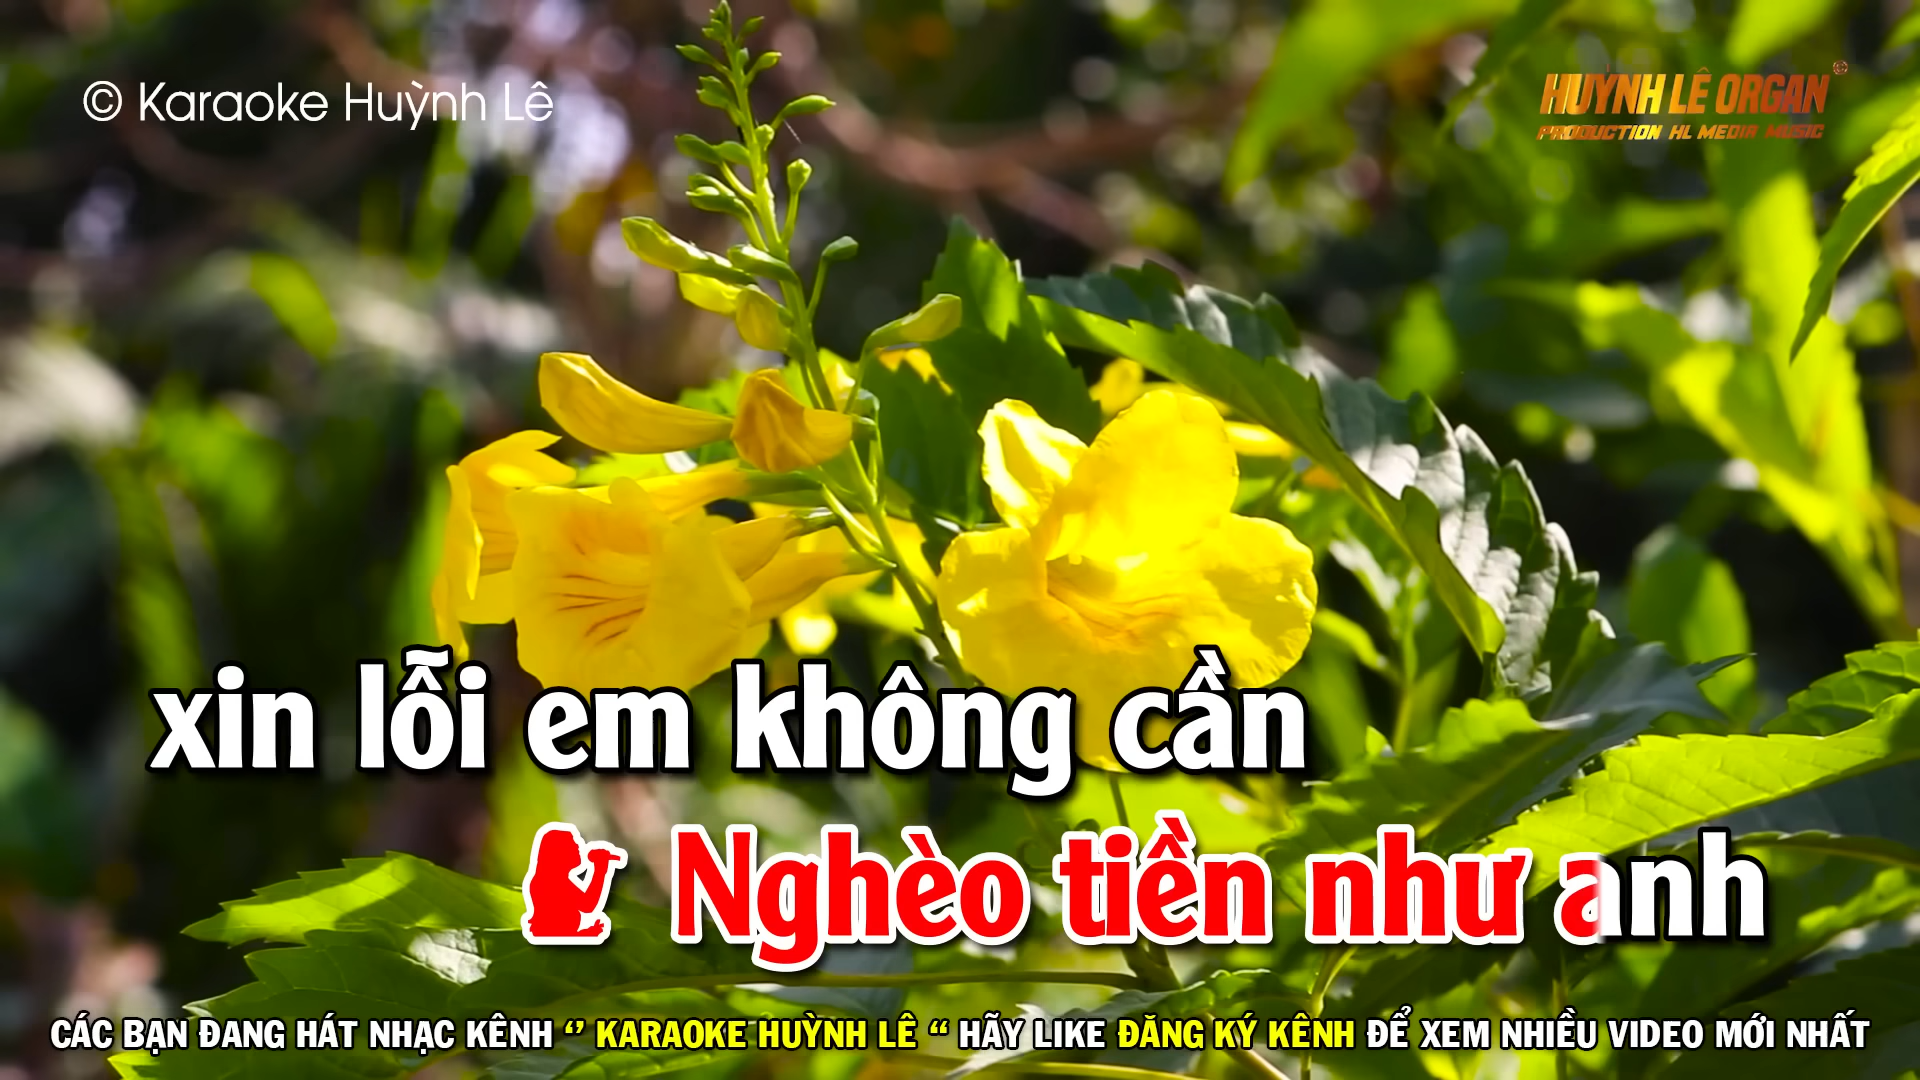 © Karaoke Huỳnh Lê
HUỲNH LÊ ORGAN ©
PRODUCTION HL MEDIA MUSIC
xin lỗi em không cần
Nghèo tiền như anh
CÁC BẠN ĐANG HÁT NHẠC KÊNH ‘’ KARAOKE HUỲNH LÊ “ HÃY LIKE ĐĂNG KÝ KÊNH ĐỂ XEM NHIỀU VIDEO MỚI NHẤT